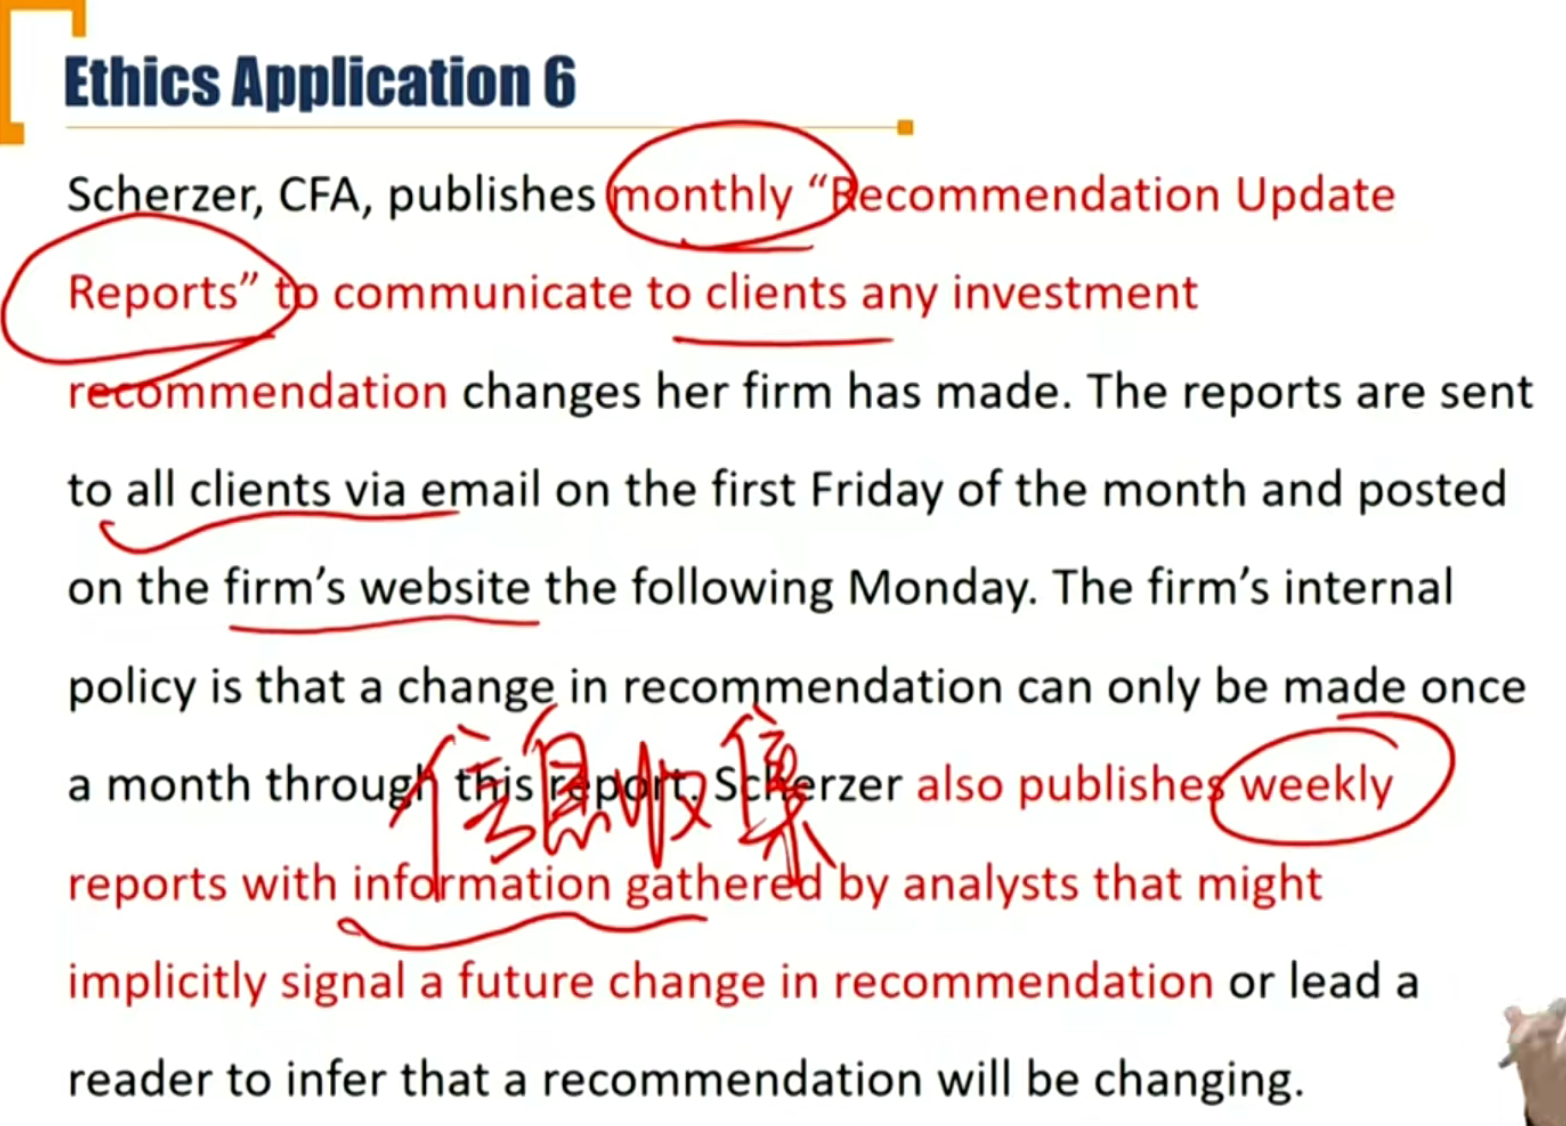 Ethics Application 6
Scherzer, CFA, publishes monthly “Recommendation Update
Reports” to communicate to clients any investment
recommendation changes her firm has made. The reports are sent
to all clients via email on the first Friday of the month and posted
on the firm’s website the following Monday. The firm’s internal
policy is that a change in recommendation can only be made once
a month through this report. Scherzer also publishes weekly
信息收集
reports with information gathered by analysts that might
implicitly signal a future change in recommendation or lead a
reader to infer that a recommendation will be changing.